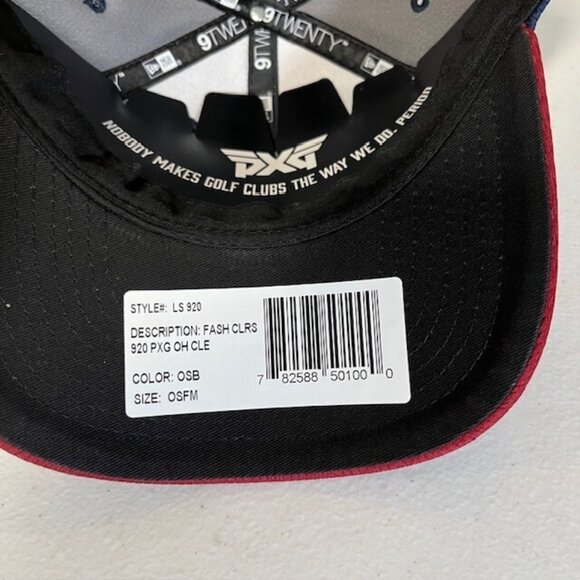 9TWENTY
9TWENTY
9TWENTY
PXG
NOBODY MAKES GOLF CLUBS THE WAY WE DO. PERIOD
STYLE#: LS 920
DESCRIPTION: FASH CLRS
920 PXG OH CLE
COLOR: OSB
SIZE: OSFM
7 82588 50100 0